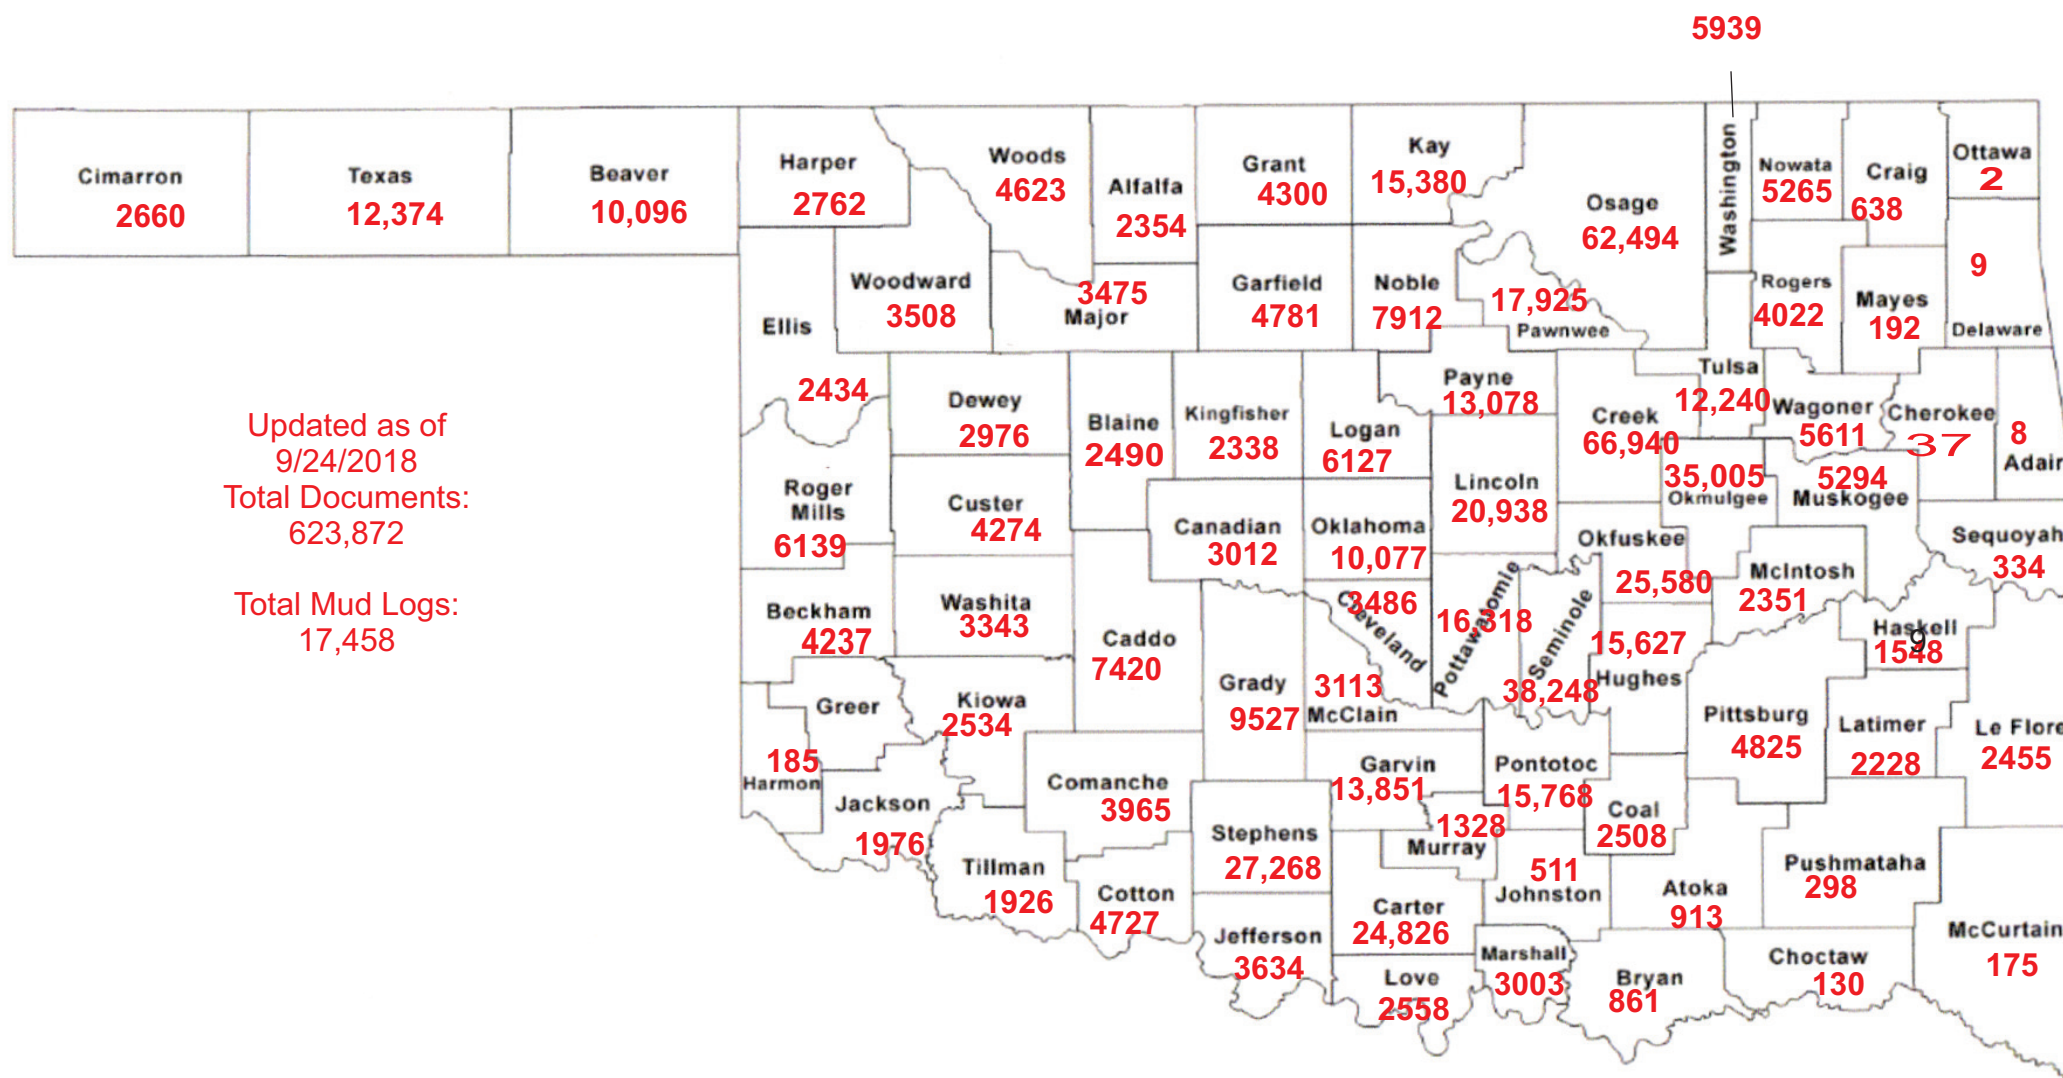 5939
Cimarron
2660
Texas
12,374
Beaver
10,096
Harper
2762
Woods
4623
Alfalfa
2354
Grant
4300
Kay
15,380
Osage
62,494
Washington
Nowata
5265
Craig
638
Ottawa
2
Ellis
2434
Woodward
3508
3475
Major
Garfield
4781
Noble
7912
17,925
Pawnwee
Rogers
4022
Mayes
192
9
Delaware
Updated as of
9/24/2018
Total Documents:
623,872
Total Mud Logs:
17,458
Dewey
2976
Blaine
2490
Kingfisher
2338
Logan
6127
Payne
13,078
Creek
66,940
Tulsa
12,240
Wagoner
5611
Cherokee
37
8
Adair
Roger
Mills
6139
Custer
4274
Canadian
3012
Oklahoma
10,077
Lincoln
20,938
Okfuskee
25,580
35,005
Okmulgee
5294
Muskogee
McIntosh
2351
Sequoyah
334
Beckham
4237
Washita
3343
Caddo
7420
Grady
9527
3486
Cleveland
3113
McClain
16,318
Pottawatomie
Seminole
38,248
15,627
Hughes
Haskell
9
1548
Greer
Kiowa
2534
185
Harmon
Jackson
1976
Comanche
3965
Garvin
13,851
Pontotoc
15,768
Pittsburg
4825
Latimer
2228
Le Flore
2455
Tillman
1926
Cotton
4727
Stephens
27,268
1328
Murray
Coal
2508
511
Johnston
Atoka
913
Pushmataha
298
Jefferson
3634
Carter
24,826
Love
2558
Marshall
3003
Bryan
861
Choctaw
130
McCurtain
175